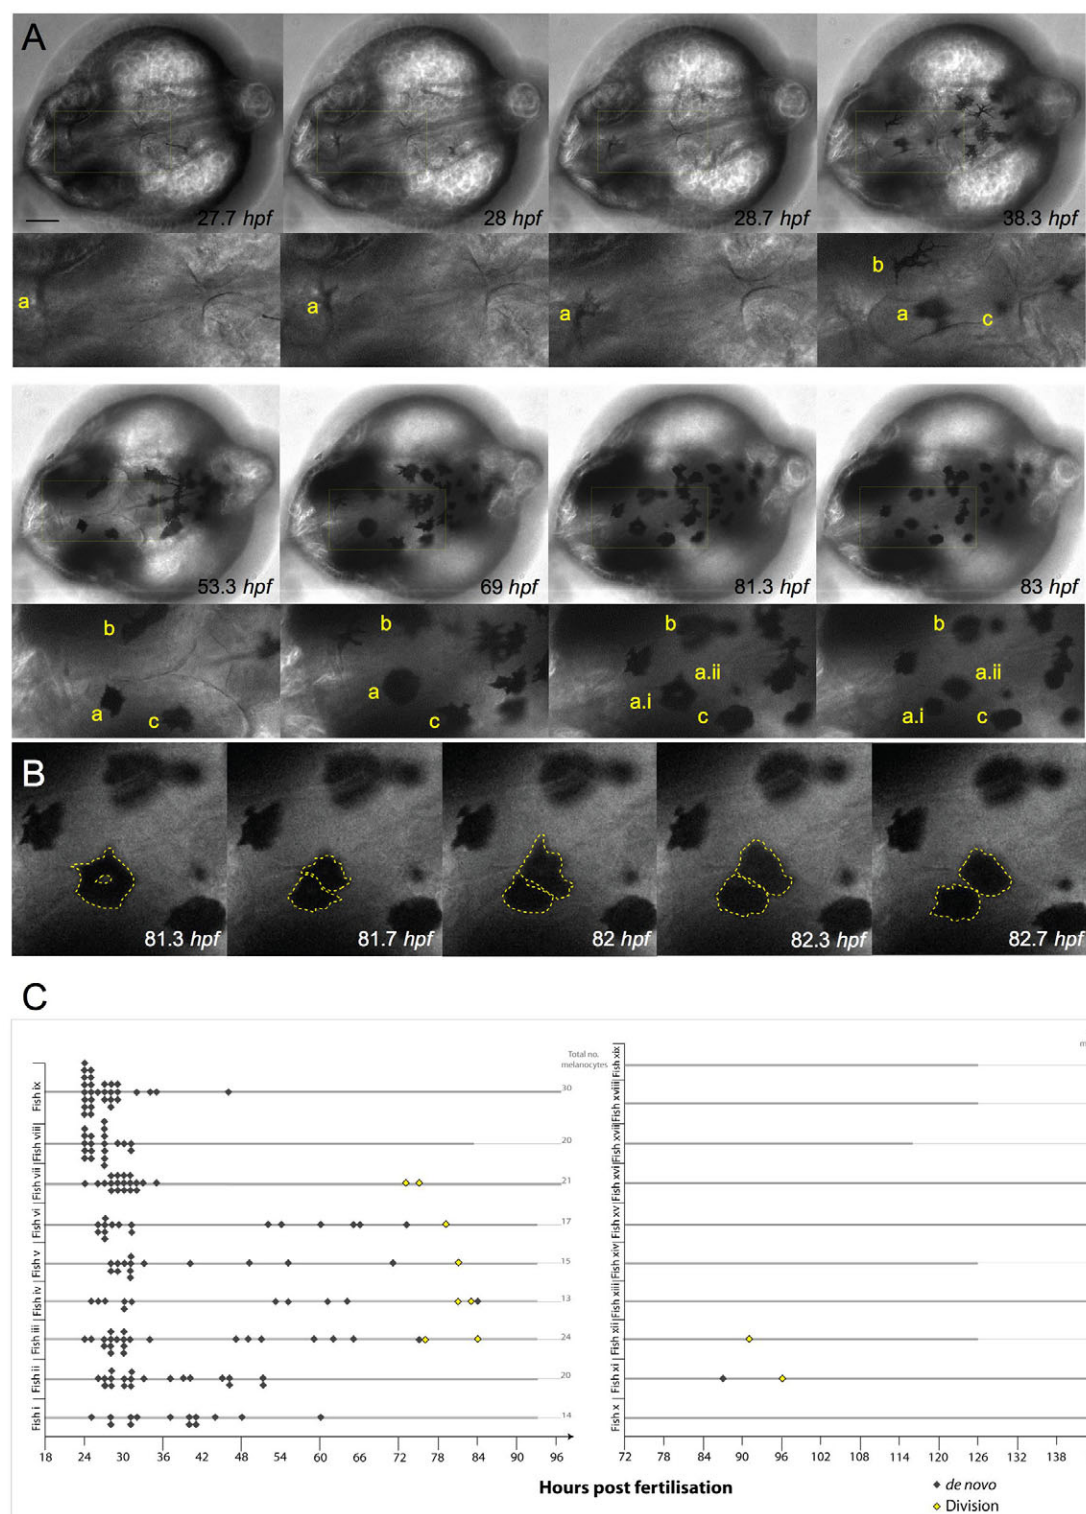 A
27.7 hpf
28 hpf
28.7 hpf
38.3 hpf
a
a
a
b
a
c
53.3 hpf
69 hpf
81.3 hpf
83 hpf
b
a
c
b
a
c
b
a.ii
a.i
c
b
a.ii
a.i
c
B
81.3 hpf
81.7 hpf
82 hpf
82.3 hpf
82.7 hpf
C
Total no.
melanocytes
m
Fish ix
30
Fish viii
20
Fish vii
21
Fish vi
17
Fish v
15
Fish iv
13
Fish iii
24
Fish ii
20
Fish i
14
18 24 30 36 42 48 54 60 66 72 78 84 90 96
Fish xix
Fish xviii
Fish xvii
Fish xvi
Fish xv
Fish xiv
Fish xiii
Fish xii
Fish xi
Fish x
72 78 84 90 96 102 108 114 120 126 132 138
Hours post fertilisation
de novo
Division